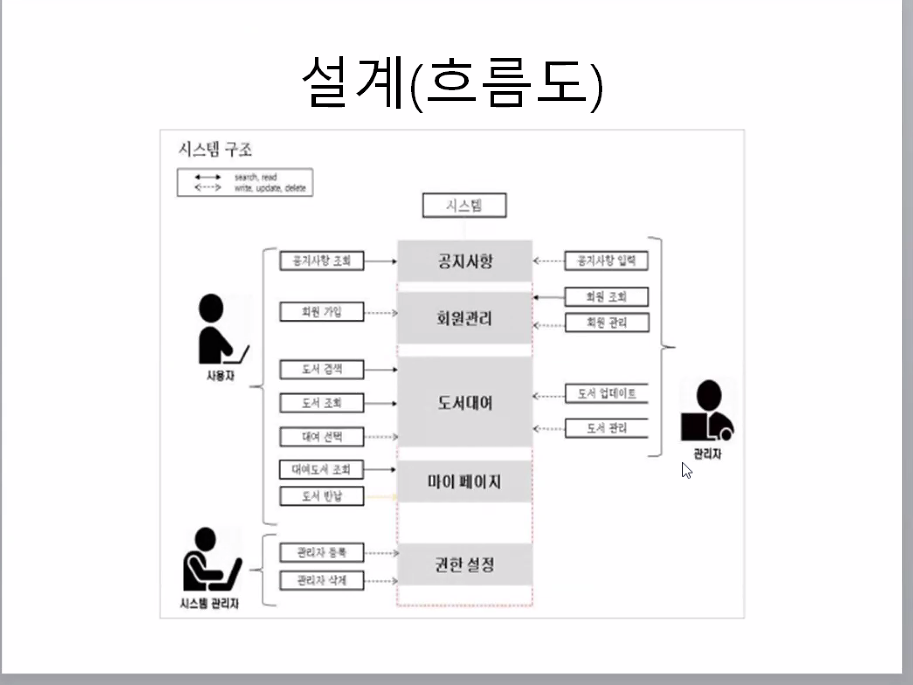 설계(흐름도)
시스템 구조
search, read
write, update, delete
시스템
공지사항 조회
공지사항
공지사항 입력
회원 가입
회원관리
회원 조회
회원 관리
사용자
도서 검색
도서 조회
대여 선택
도서대여
도서 업데이트
도서 관리
관리자
대여도서 조회
도서 반납
마이 페이지
시스템 관리자
관리자 등록
관리자 삭제
권한 설정